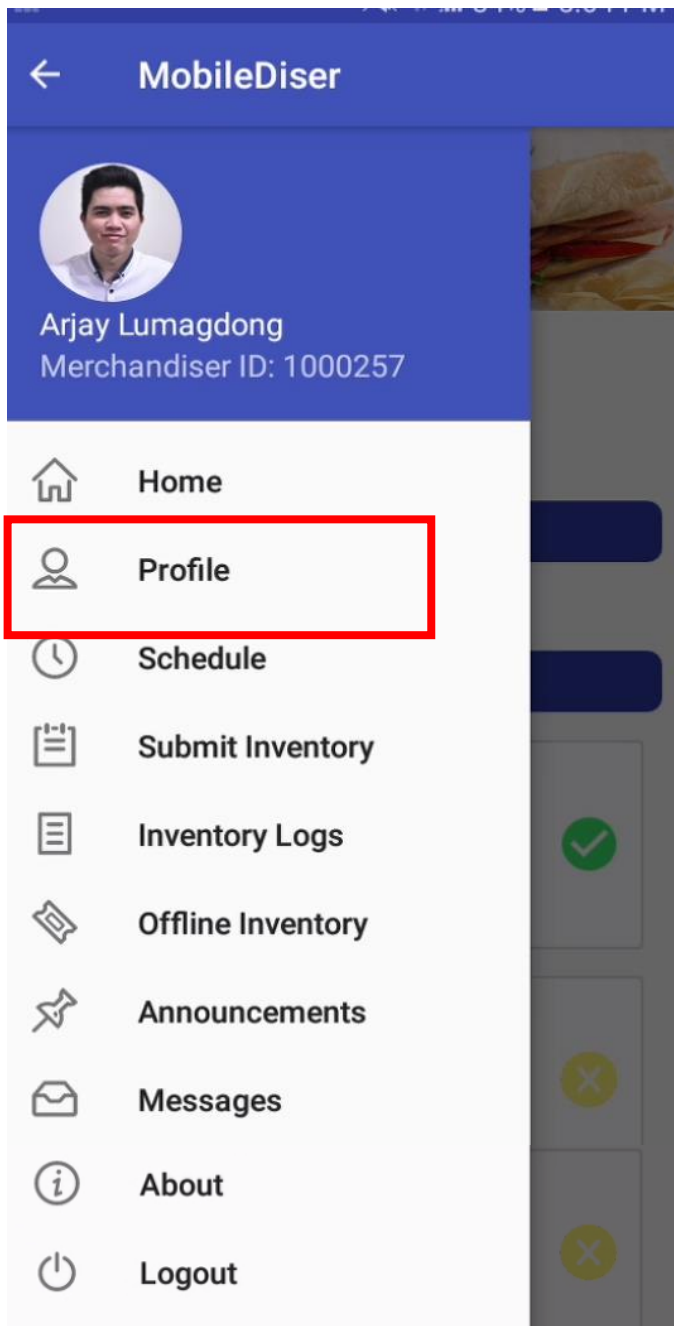 MobileDiser
Arjay Lumagdong
Merchandiser ID: 1000257
Home
Profile
Schedule
Submit Inventory
Inventory Logs
Offline Inventory
Announcements
Messages
About
Logout